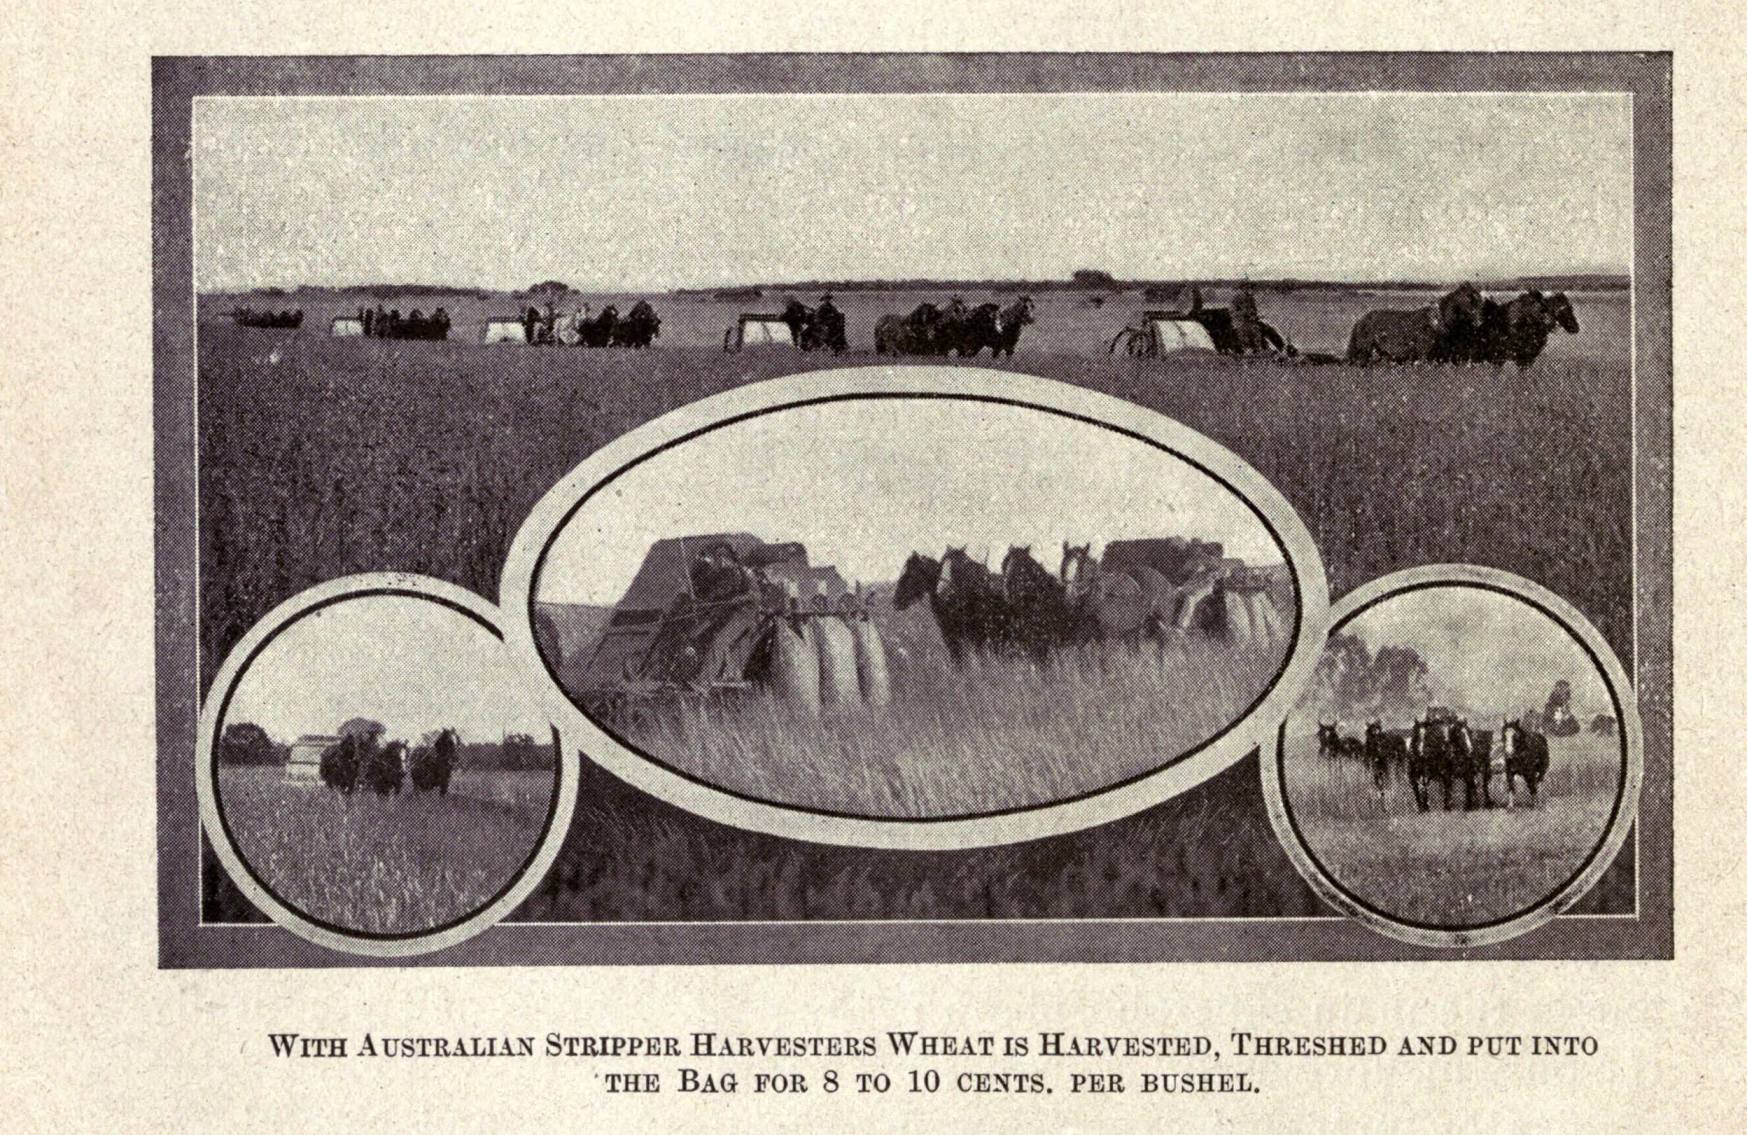 WITH AUSTRALIAN STRIPPER HARVESTERS WHEAT IS HARVESTED, THRESHED AND PUT INTO
THE BAG FOR 8 TO 10 CENTS. PER BUSHEL.